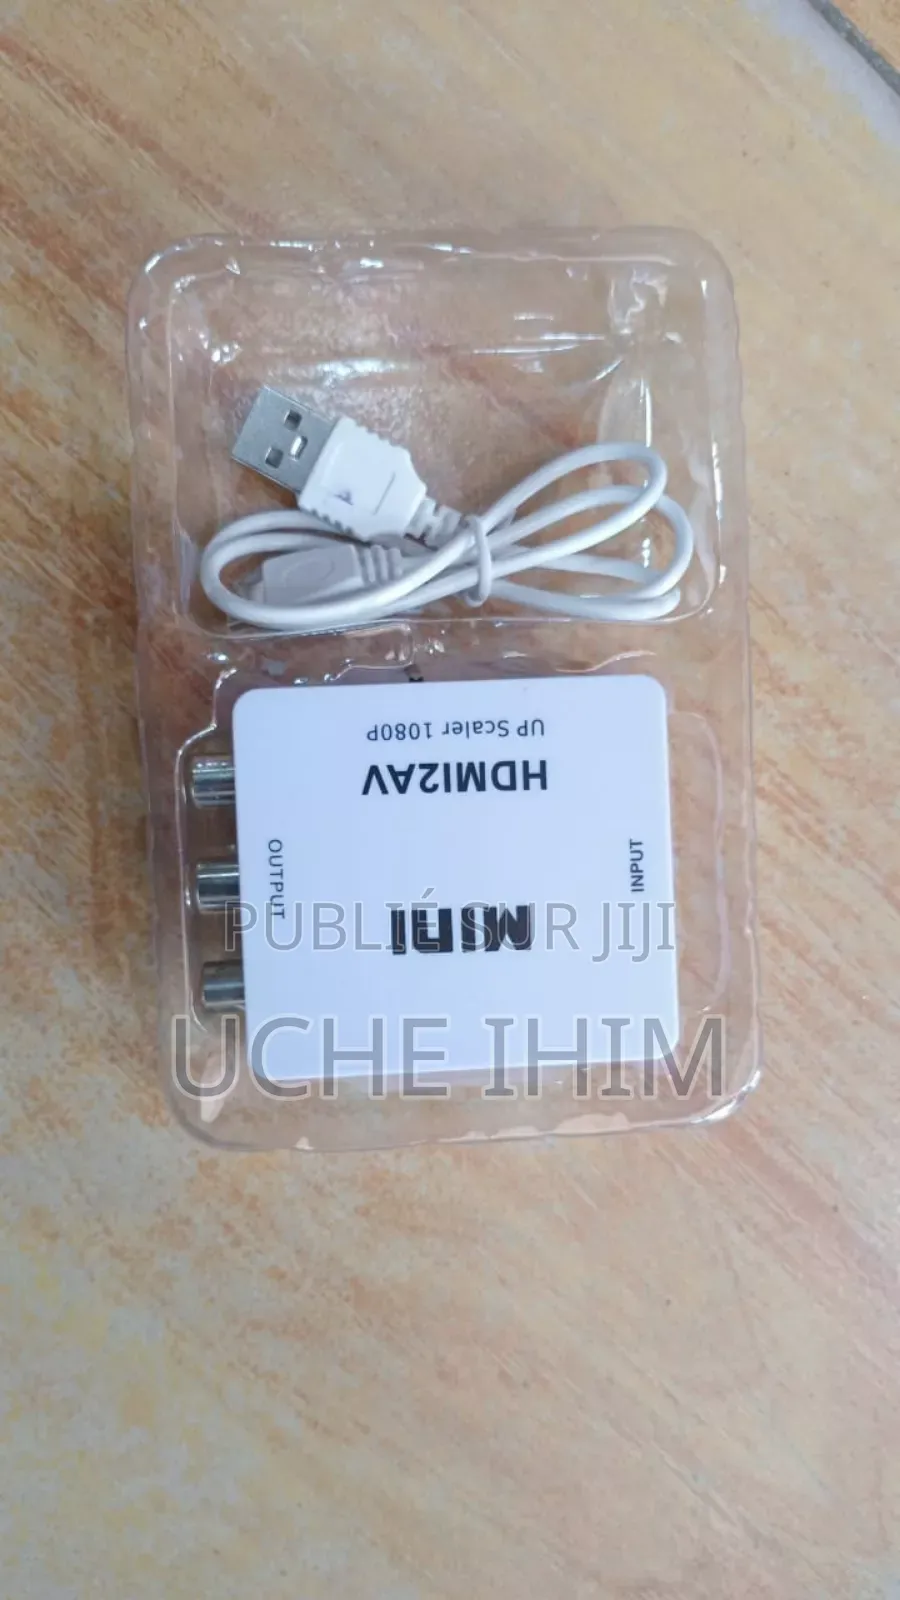 UP Scaler 1080P
HDMI2AV
OUTPUT
INPUT
MINI
PUBLIÉ SUR JIJI
UCHE IHIM